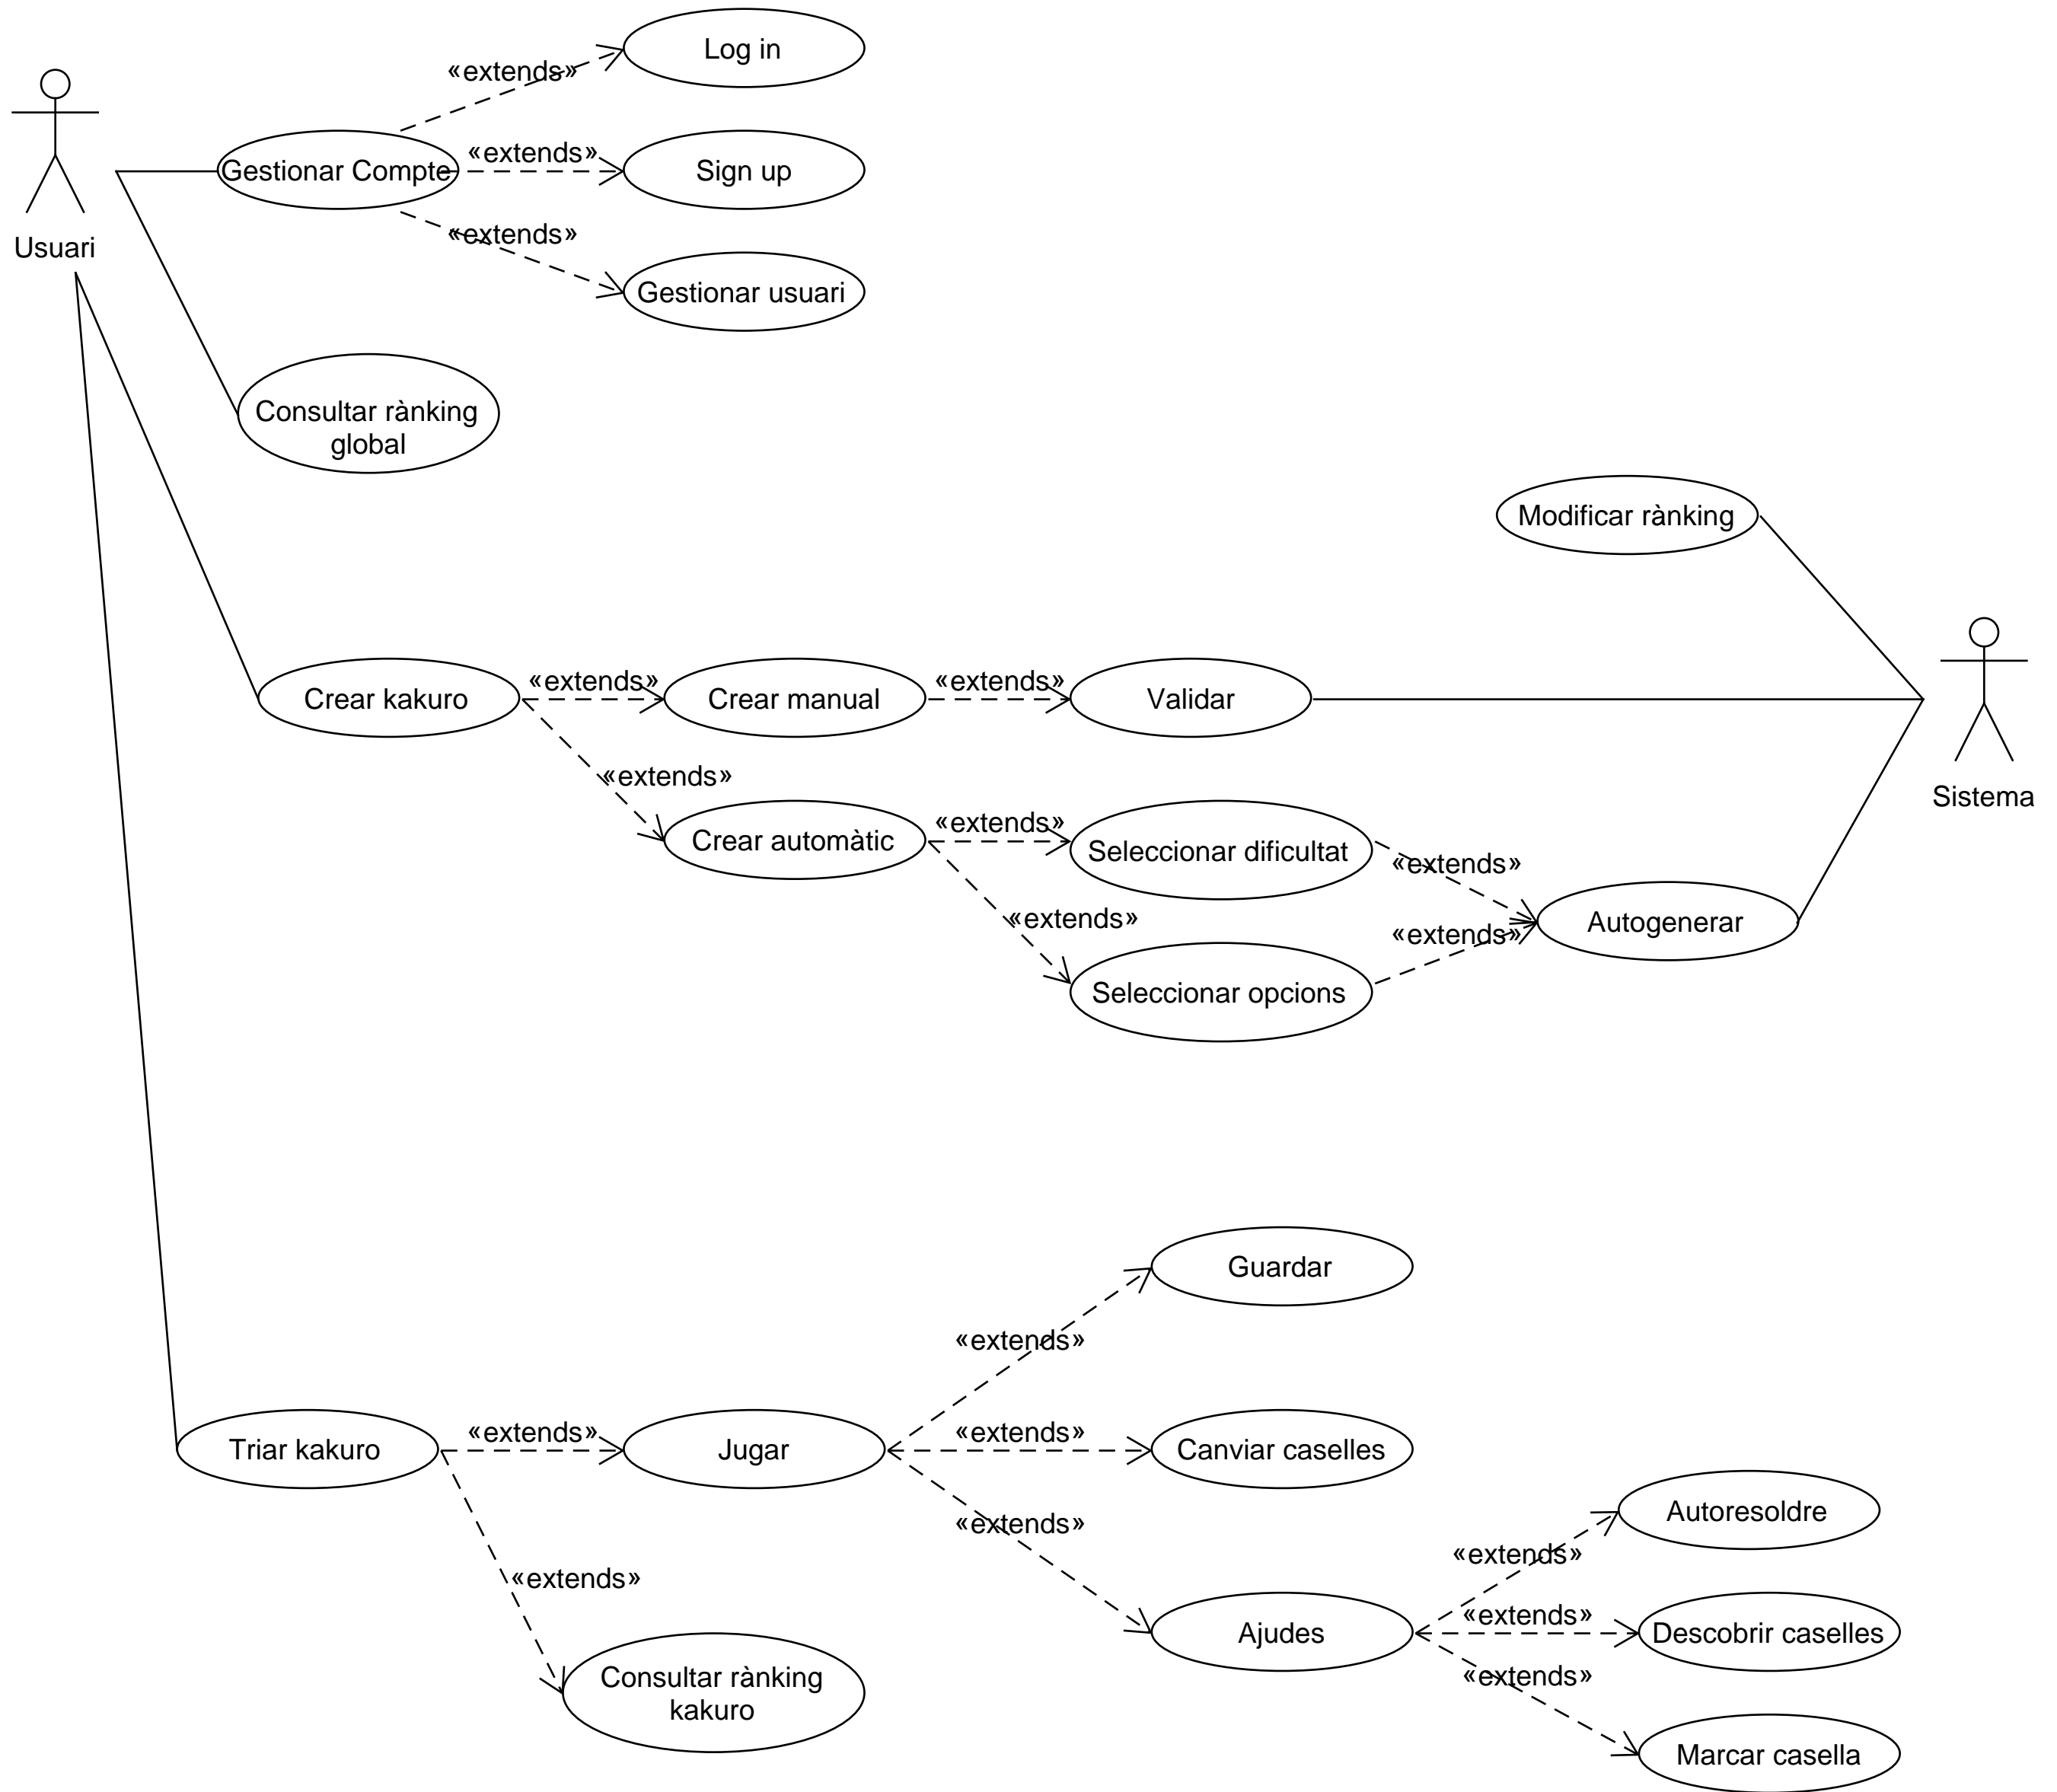 Log in
«extends»
Gestionar Compte
«extends»
Sign up
Usuari
«extends»
Gestionar usuari
Consultar rànking
global
Modificar rànking
Crear kakuro
«extends»
Crear manual
«extends»
Validar
Sistema
«extends»
Crear automàtic
«extends»
Seleccionar dificultat
«extends»
«extends»
Seleccionar opcions
«extends»
Autogenerar
Guardar
«extends»
Triar kakuro
«extends»
Jugar
«extends»
Canviar caselles
«extends»
Autoresoldre
«extends»
«extends»
Ajudes
«extends»
Descobrir caselles
«extends»
Consultar rànking
kakuro
Marcar casella